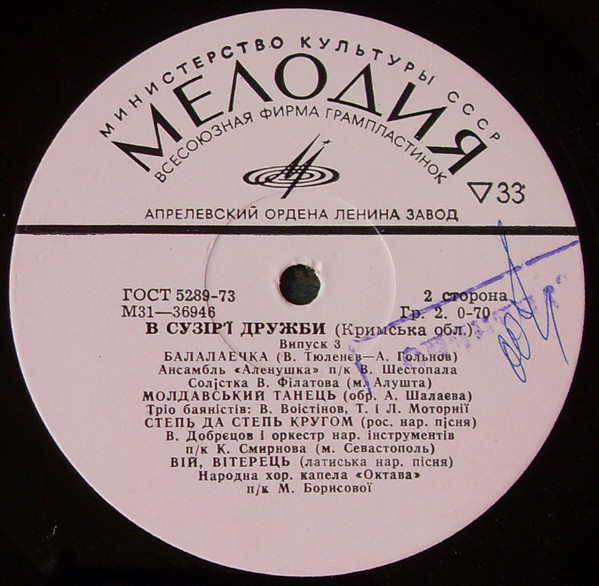 МИНИСТЕРСТВО КУЛЬТУРЫ СССР
МЕЛОДИЯ
ВСЕСОЮЗНАЯ ФИРМА ГРАМПЛАСТИНОК
33
АПРЕЛЕВСКИЙ ОРДЕНА ЛЕНИНА ЗАВОД
ГОСТ 5289-73 2 сторона
М31—36946 Гр. 2. 0-70
В СУЗІР'Ї ДРУЖБИ (Кримська обл.)
Випуск 3
БАЛАЛАЕЧКА (В. Тюленев—А. Гольнов)
Ансамбль «Аленушка» п/к В. Шестопала
Солістка В. Філатова (м. Алушта)
МОЛДАВСЬКИЙ ТАНЕЦЬ (обр. А. Шалаева)
Тріо баяністів: В. Воістінов, Т. і Л. Моторнії
СТЕПЬ ДА СТЕПЬ КРУГОМ (рос. нар. пісня)
В. Добрєцов і оркестр нар. інструментів
п/к К. Смирнова (м. Севастополь)
ВІЙ, ВІТЕРЕЦЬ (латиська нар. пісня)
Народна хор. капела «Октава»
п/к М. Борисової